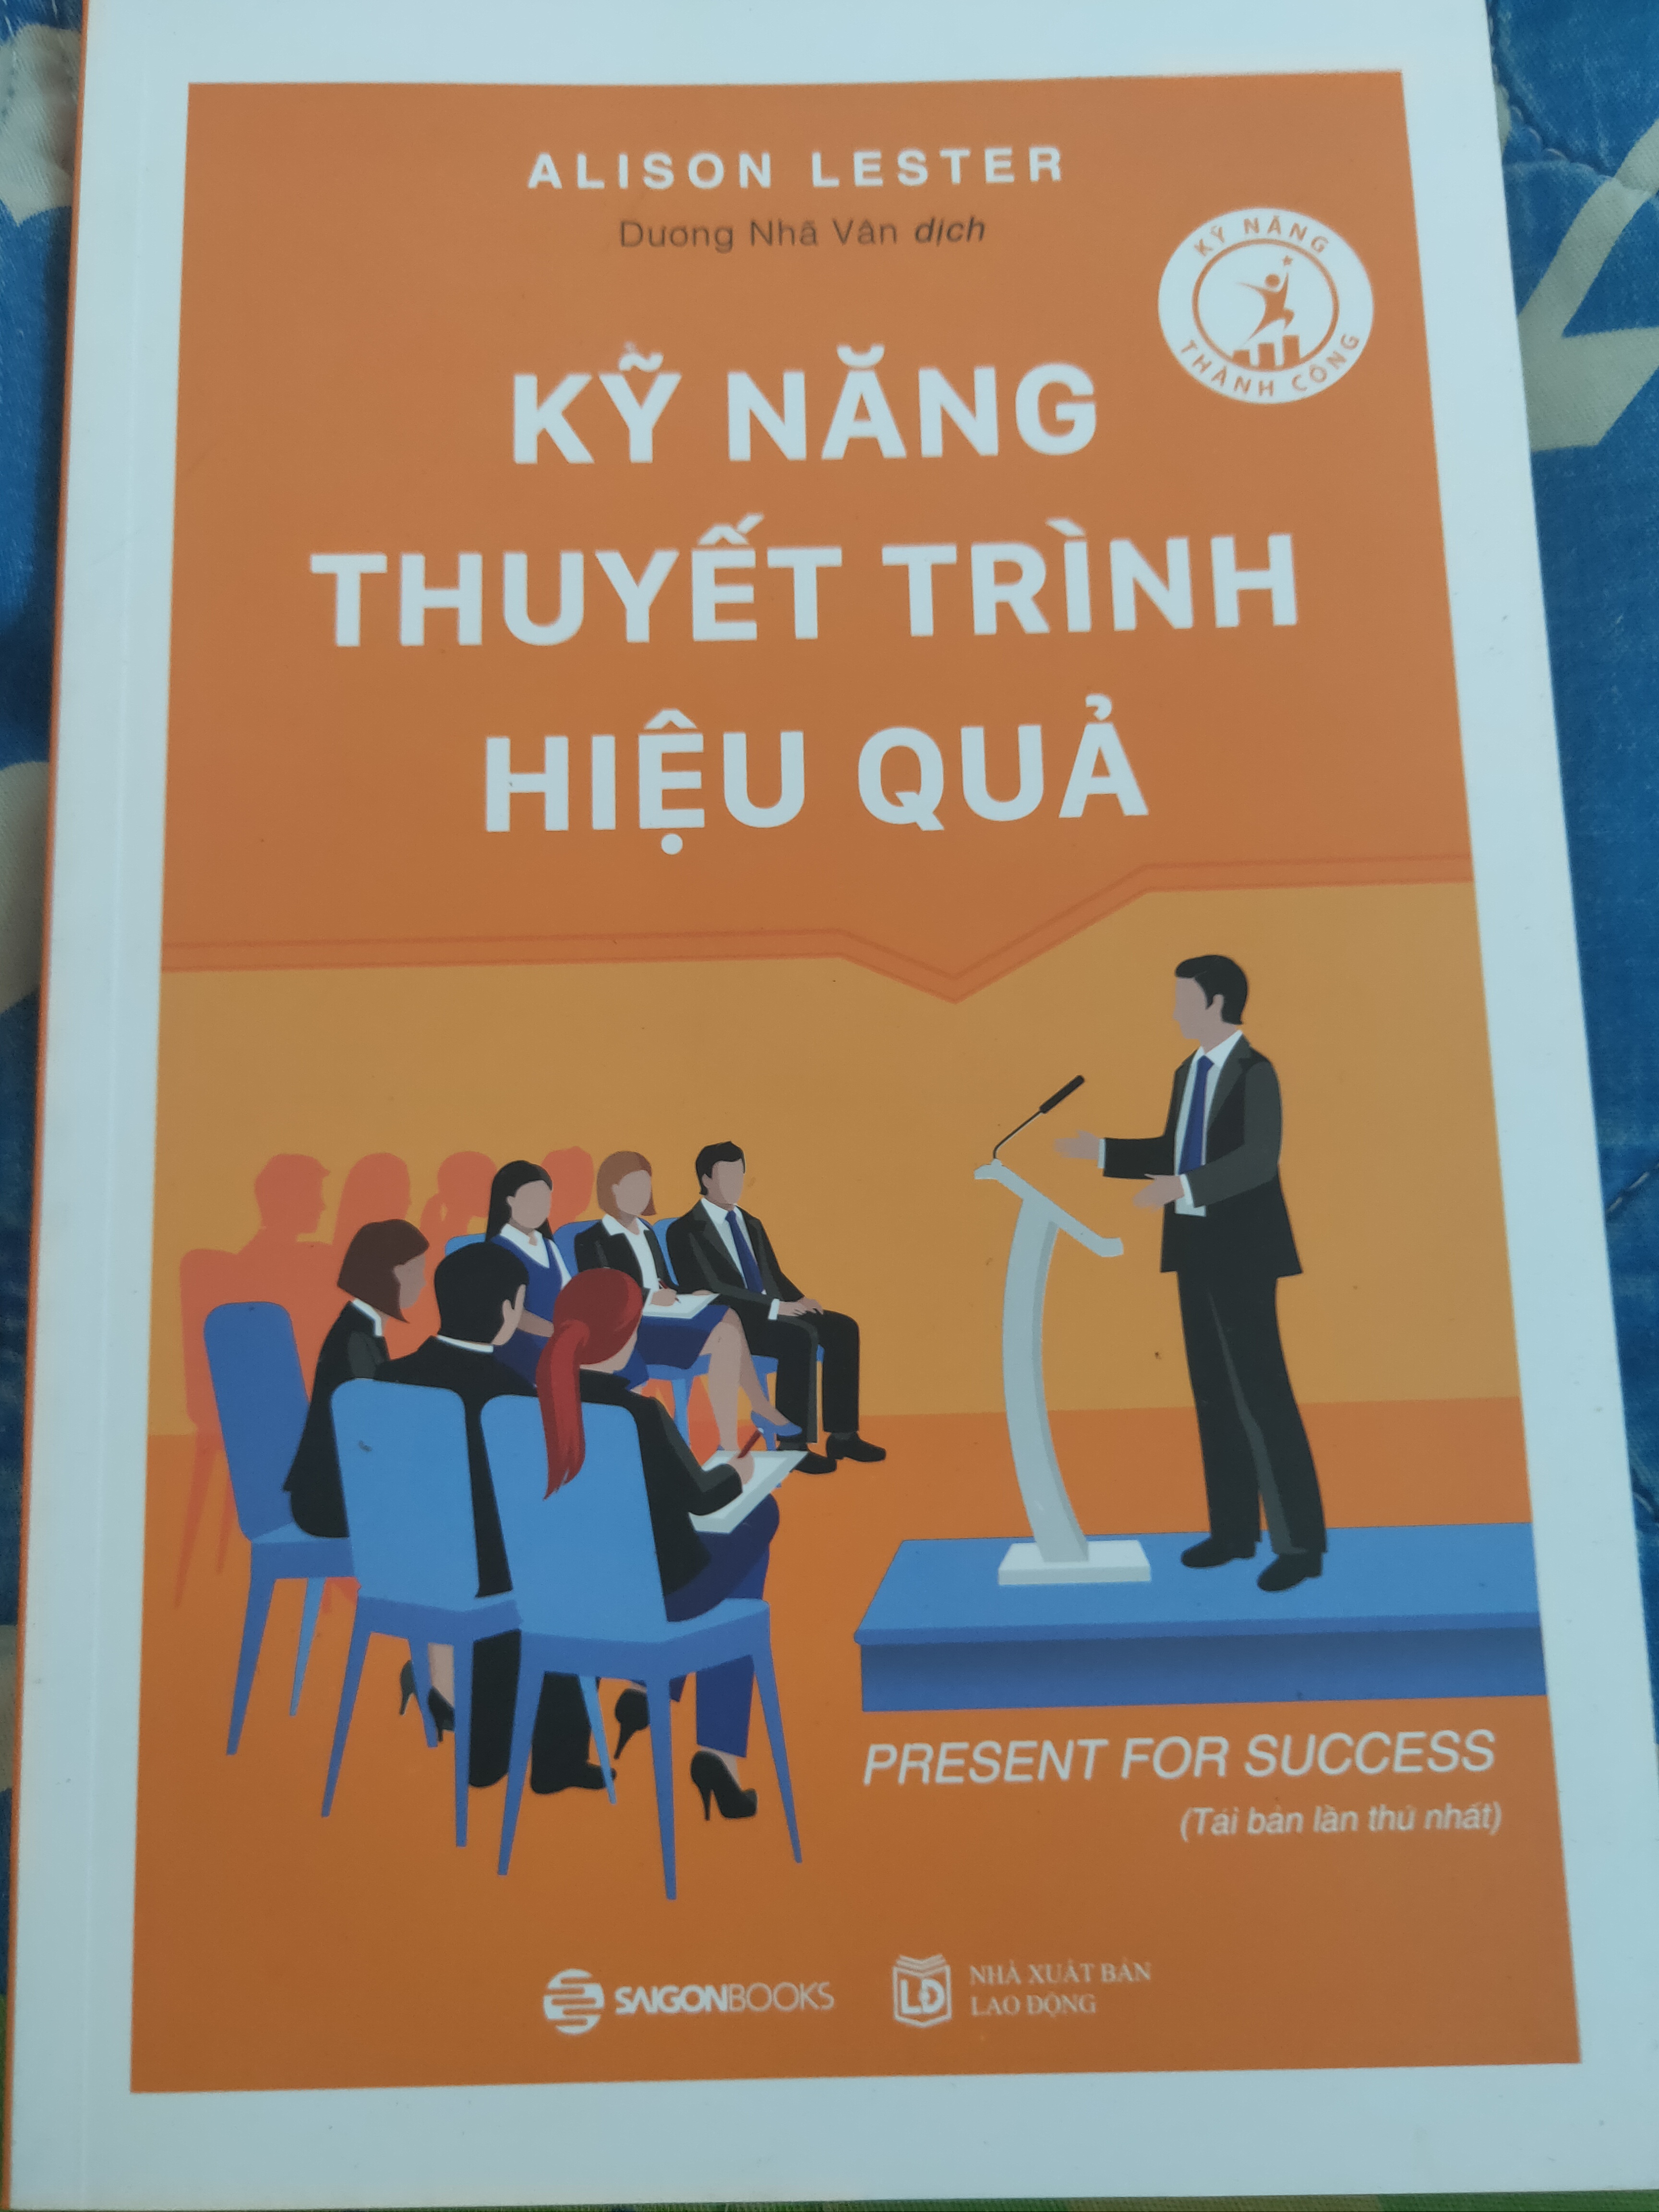 ALISON LESTER
Dương Nhã Vân dịch
KỸ NĂNG
THÀNH CÔNG
KỸ NĂNG
THUYẾT TRÌNH
HIỆU QUẢ
PRESENT FOR SUCCESS
(Tái bản lần thứ nhất)
SAIGONBOOKS
LĐ
NHÀ XUẤT BẢN
LAO ĐỘNG